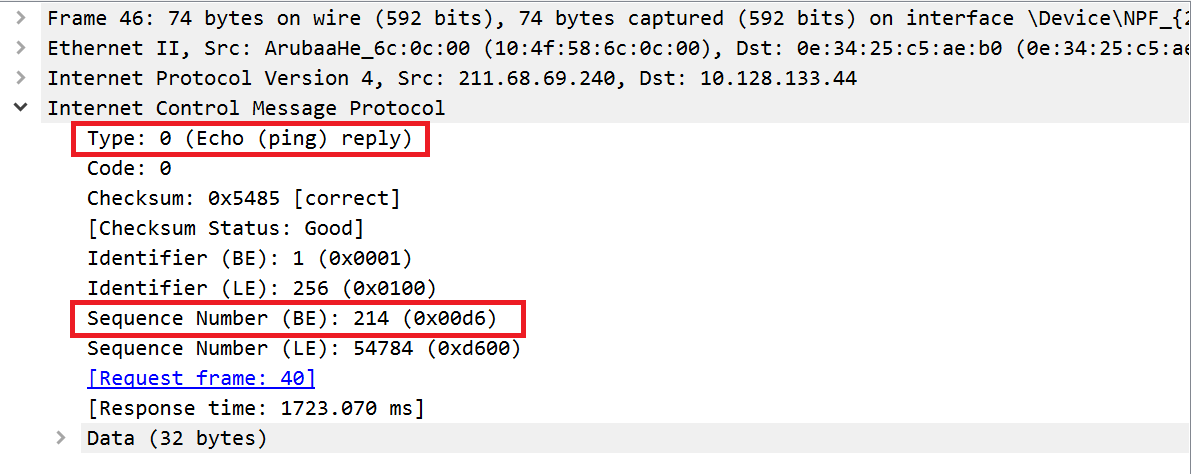 Frame 46: 74 bytes on wire (592 bits), 74 bytes captured (592 bits) on interface \Device\NPF_{2
Ethernet II, Src: ArubaaHe_6c:0c:00 (10:4f:58:6c:0c:00), Dst: 0e:34:25:c5:ae:b0 (0e:34:25:c5:ae
Internet Protocol Version 4, Src: 211.68.69.240, Dst: 10.128.133.44
Internet Control Message Protocol
Type: 0 (Echo (ping) reply)
Code: 0
Checksum: 0x5485 [correct]
[Checksum Status: Good]
Identifier (BE): 1 (0x0001)
Identifier (LE): 256 (0x0100)
Sequence Number (BE): 214 (0x00d6)
Sequence Number (LE): 54784 (0xd600)
[Request frame: 40]
[Response time: 1723.070 ms]
Data (32 bytes)